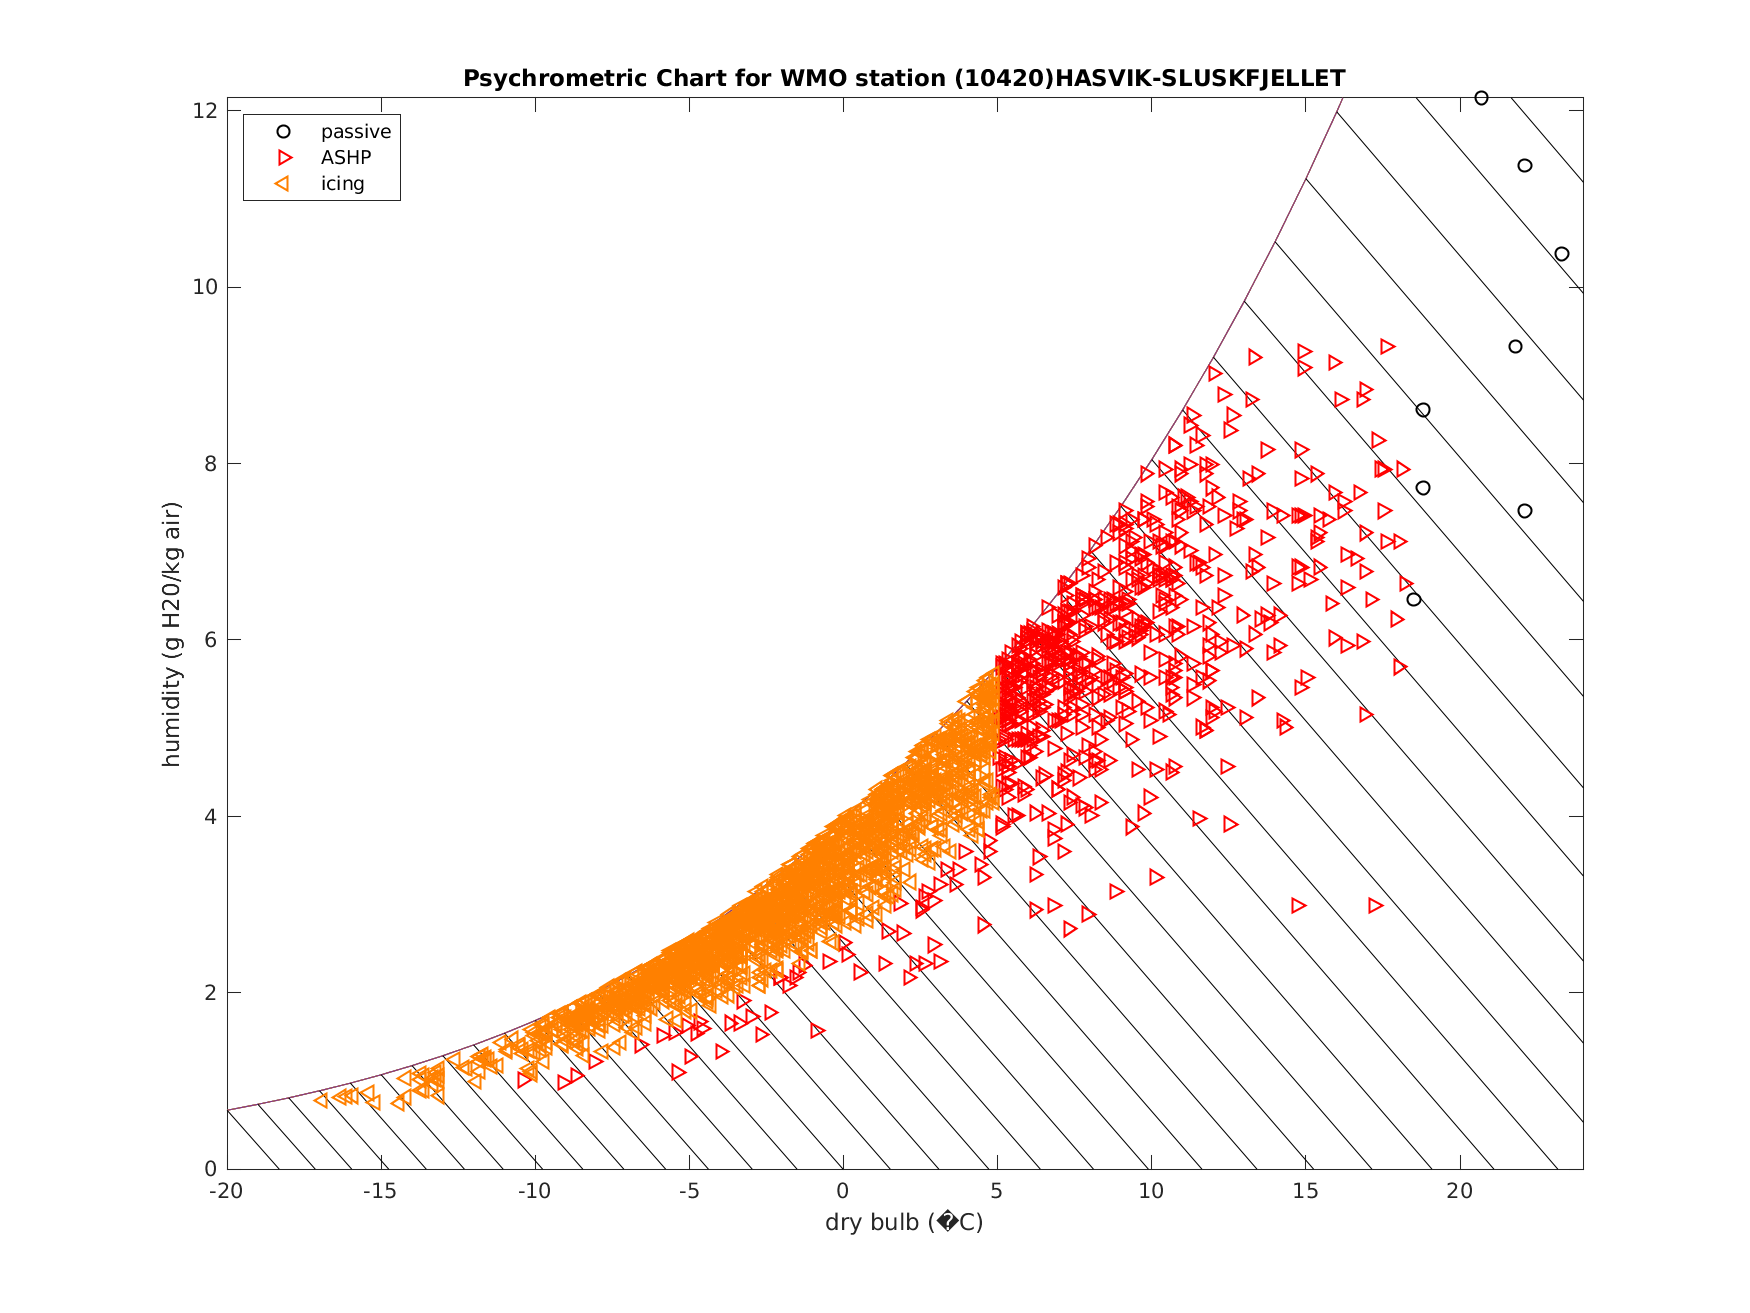 Psychrometric Chart for WMO station (10420)HASVIK-SLUSKFJELLET
passive
ASHP
icing
humidity (g H20/kg air)
12
10
8
6
4
2
0
-20 -15 -10 -5 0 5 10 15 20
dry bulb (�C)